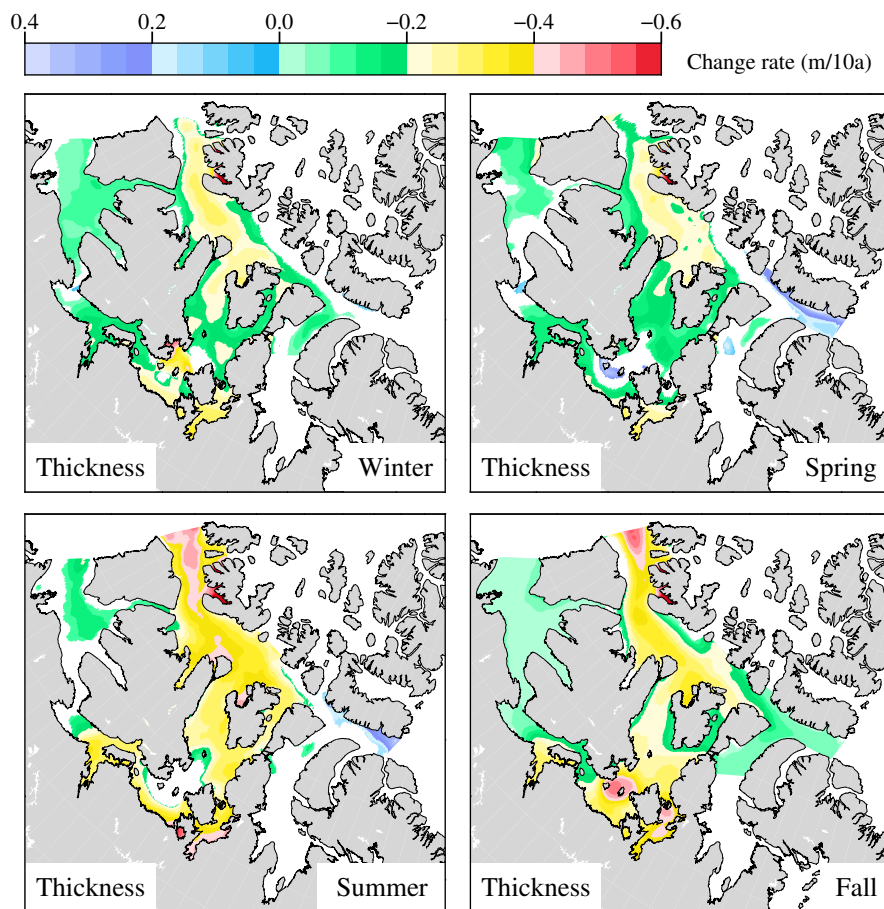 0.4 0.2 0.0 −0.2 −0.4 −0.6
Change rate (m/10a)
Thickness Winter
Thickness Spring
Thickness Summer
Thickness Fall